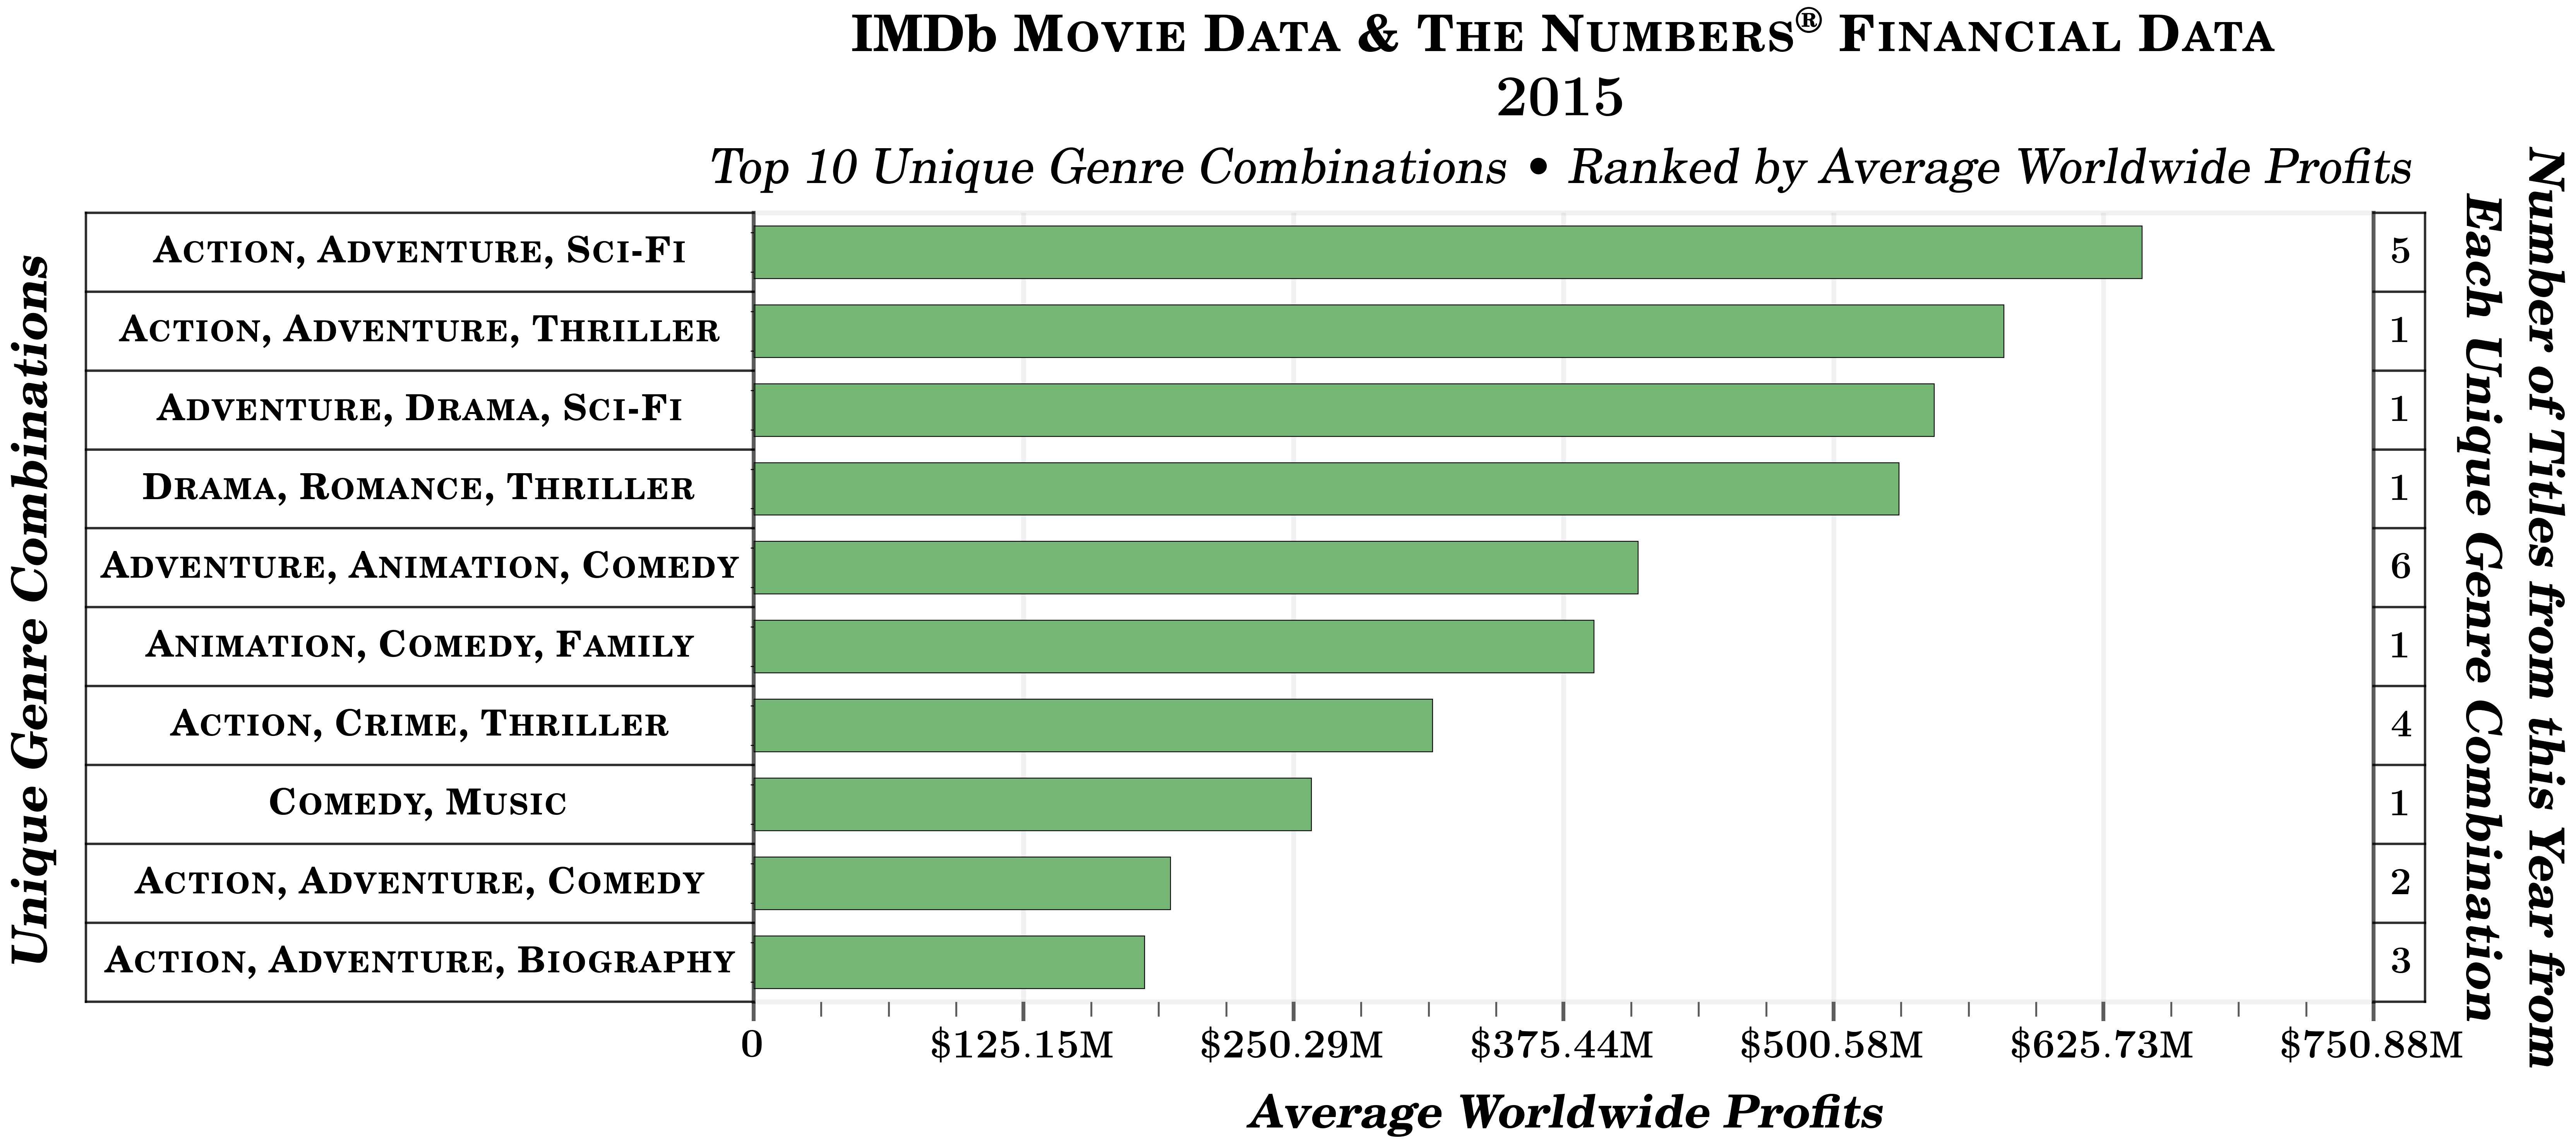 IMDb Movie Data & The Numbers® Financial Data
2015
Top 10 Unique Genre Combinations • Ranked by Average Worldwide Profits
Unique Genre Combinations
Action, Adventure, Sci-Fi
5
Action, Adventure, Thriller
1
Adventure, Drama, Sci-Fi
1
Drama, Romance, Thriller
1
Adventure, Animation, Comedy
6
Animation, Comedy, Family
1
Action, Crime, Thriller
4
Comedy, Music
1
Action, Adventure, Comedy
2
Action, Adventure, Biography
3
Number of Titles from this Year from
Each Unique Genre Combination
0 $125.15M $250.29M $375.44M $500.58M $625.73M $750.88M
Average Worldwide Profits